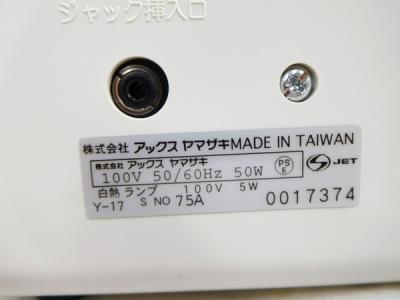 ジャック挿入口
株式会社 アックス ヤマザキMADE IN TAIWAN
株式会社 アックス ヤマザキ
100V 50/60Hz 50W
PS
E
JET
白熱 ランプ 100V 5W
Y-17 S NO 75A 0017374